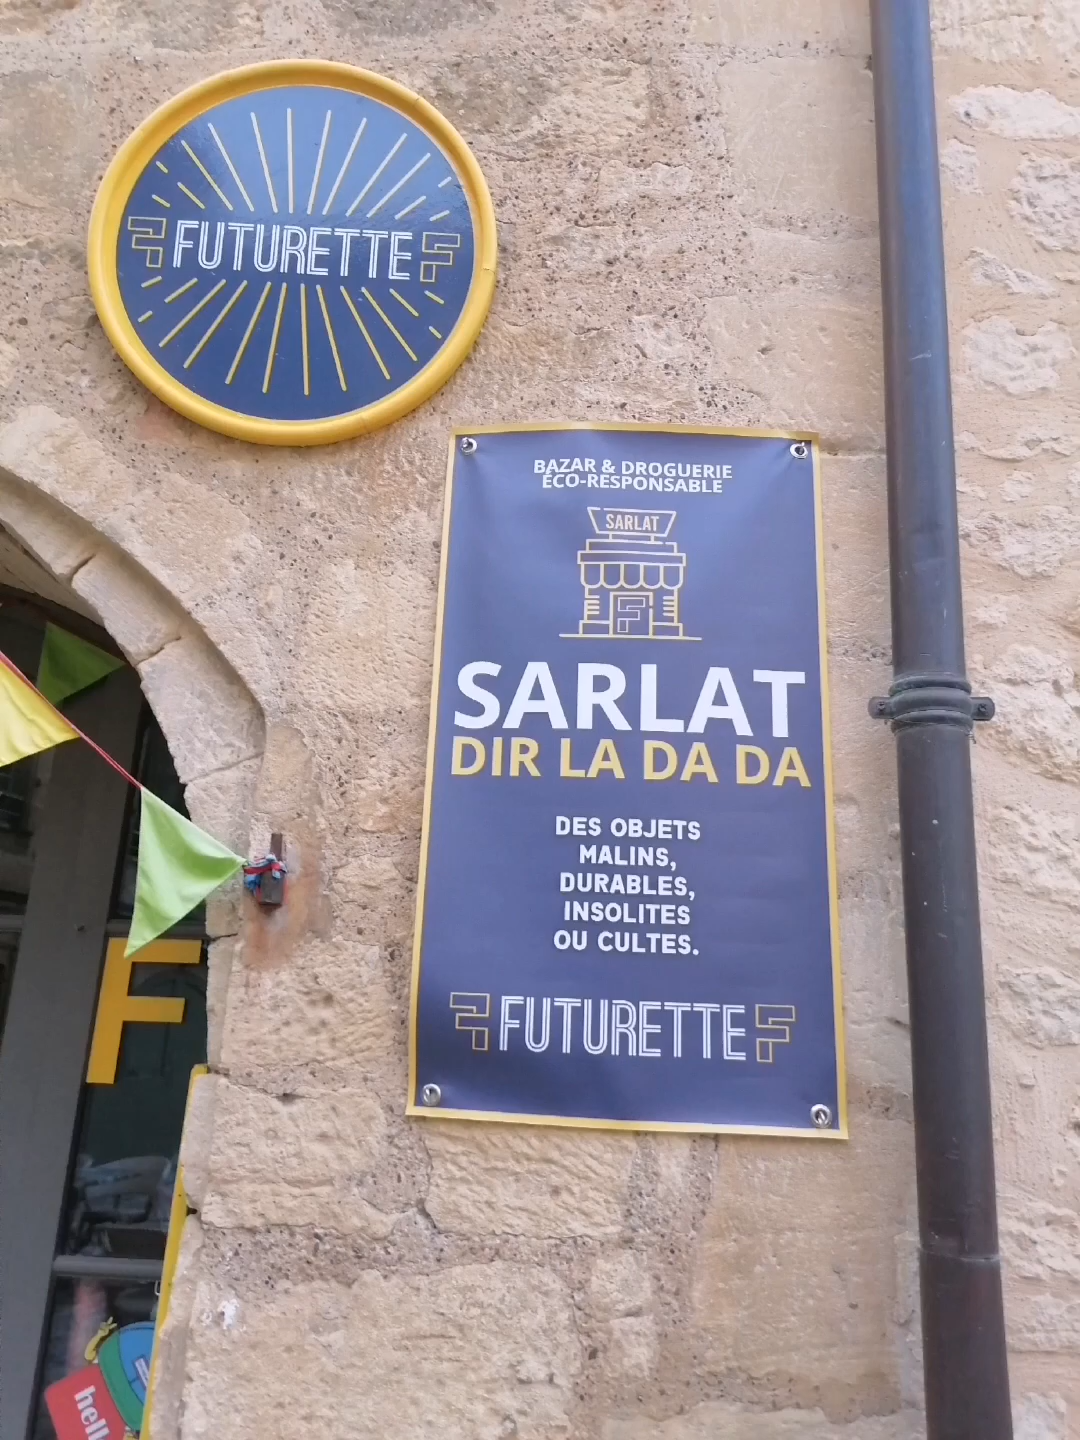 FUTURETTE
BAZAR & DROGUERIE
ÉCO-RESPONSABLE
SARLAT
F
SARLAT
DIR LA DA DA
DES OBJETS
MALINS,
DURABLES,
INSOLITES
OU CULTES.
FUTURETTE
F
hell